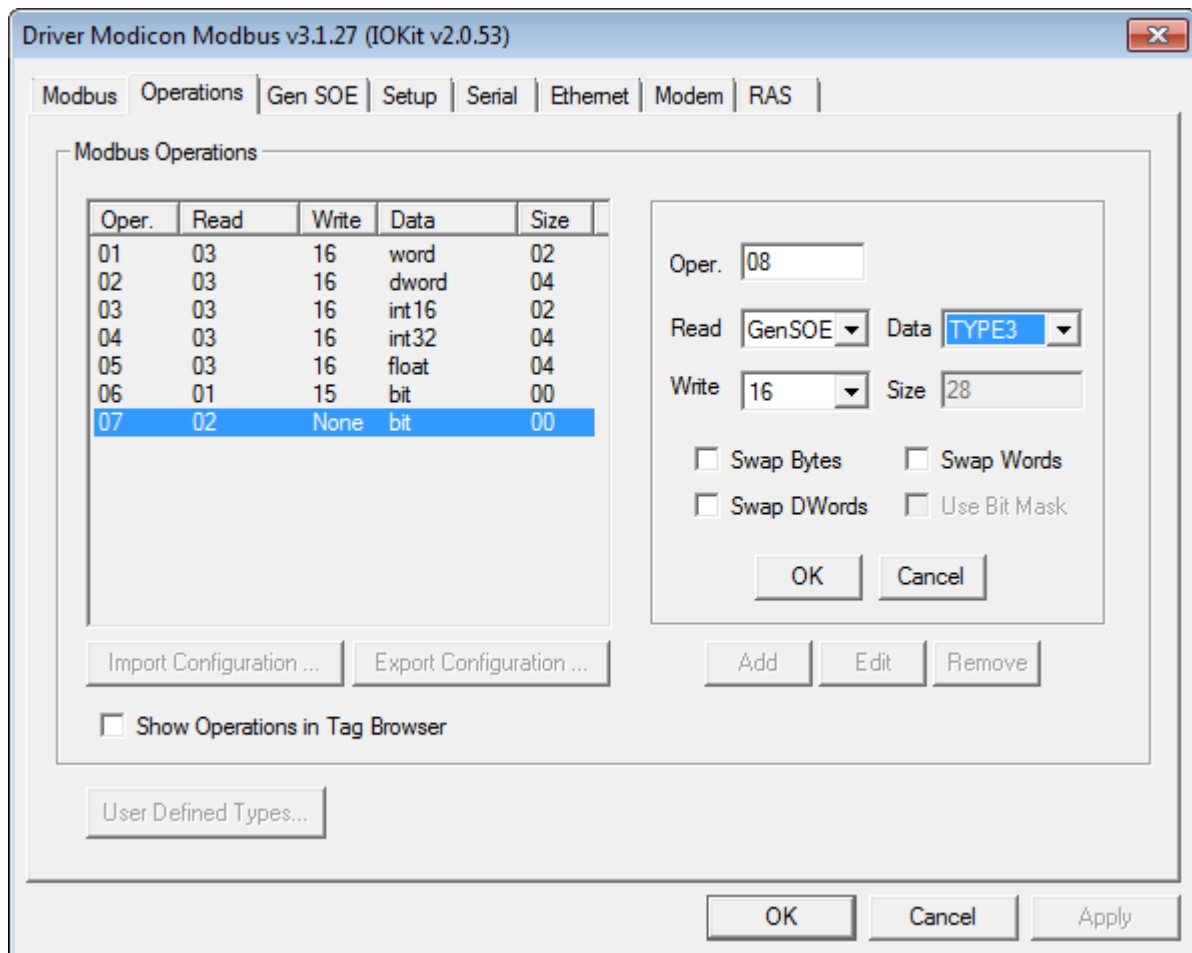 Driver Modicon Modbus v3.1.27 (IOKit v2.0.53)
Modbus Operations Gen SOE Setup Serial Ethernet Modem RAS
Modbus Operations
Oper. Read Write Data Size
01 03 16 word 02
02 03 16 dword 04
03 03 16 int16 02
04 03 16 int32 04
05 03 16 float 04
06 01 15 bit 00
07 02 None bit 00
Oper. 08
Read GenSOE Data TYPE3
Write 16 Size 28
Swap Bytes Swap Words
Swap DWords Use Bit Mask
OK Cancel
Import Configuration ... Export Configuration ... Add Edit Remove
Show Operations in Tag Browser
User Defined Types...
OK Cancel Apply